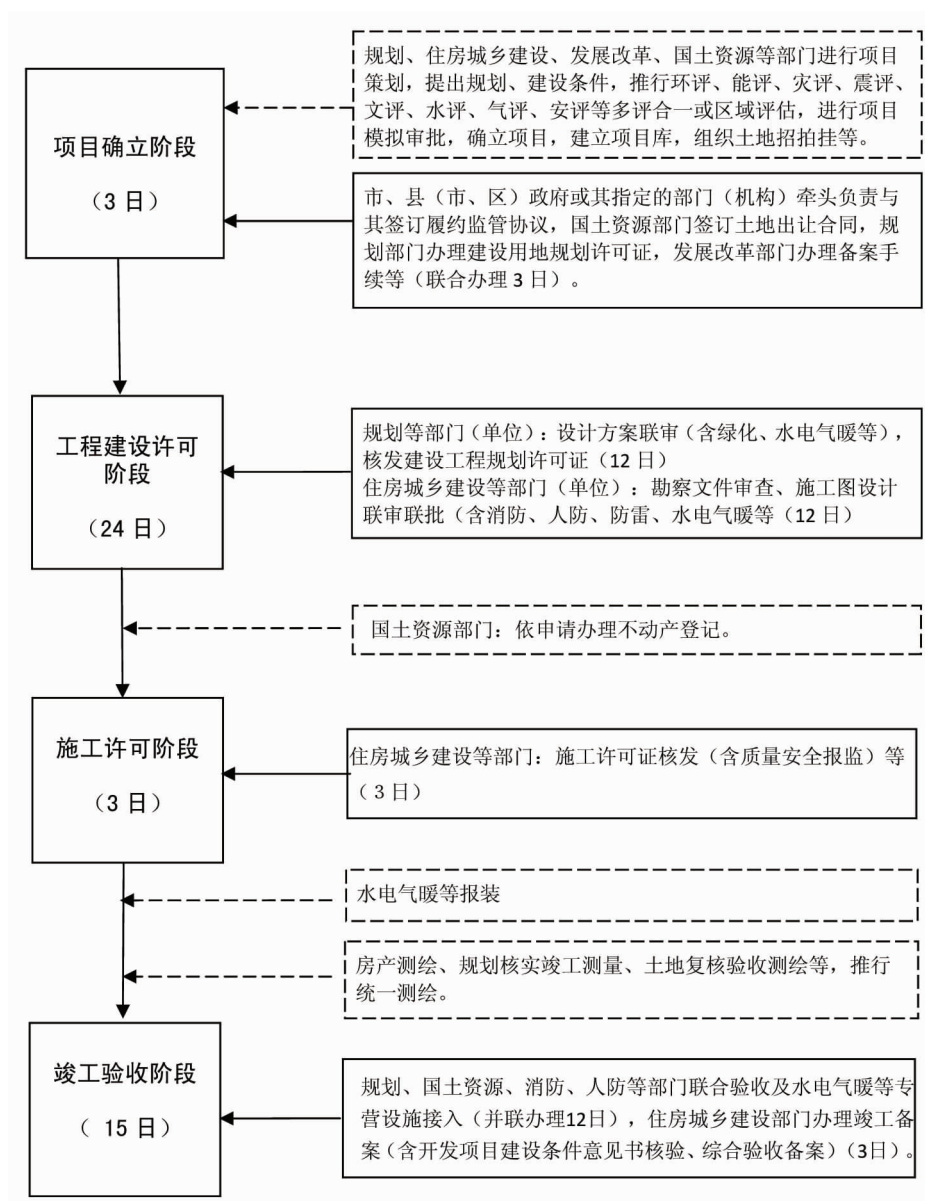 规划、住房城乡建设、发展改革、国土资源等部门进行项目
策划，提出规划、建设条件，推行环评、能评、灾评、震评、
文评、水评、气评、安评等多评合一或区域评估，进行项目
模拟审批，确立项目，建立项目库，组织土地招拍挂等。
项目确立阶段
（3 日）
市、县（市、区）政府或其指定的部门（机构）牵头负责与
其签订履约监管协议，国土资源部门签订土地出让合同，规
划部门办理建设用地规划许可证，发展改革部门办理备案手
续等（联合办理 3 日）。
工程建设许可
阶段
（24 日）
规划等部门（单位）：设计方案联审（含绿化、水电气暖等），
核发建设工程规划许可证（12 日）
住房城乡建设等部门（单位）：勘察文件审查、施工图设计
联审联批（含消防、人防、防雷、水电气暖等（12 日）
国土资源部门：依申请办理不动产登记。
施工许可阶段
（3 日）
住房城乡建设等部门：施工许可证核发（含质量安全报监）等
（3 日）
水电气暖等报装
房产测绘、规划核实竣工测量、土地复核验收测绘等，推行
统一测绘。
竣工验收阶段
（ 15 日）
规划、国土资源、消防、人防等部门联合验收及水电气暖等专
营设施接入（并联办理12日），住房城乡建设部门办理竣工备
案（含开发项目建设条件意见书核验、综合验收备案）（3日）。